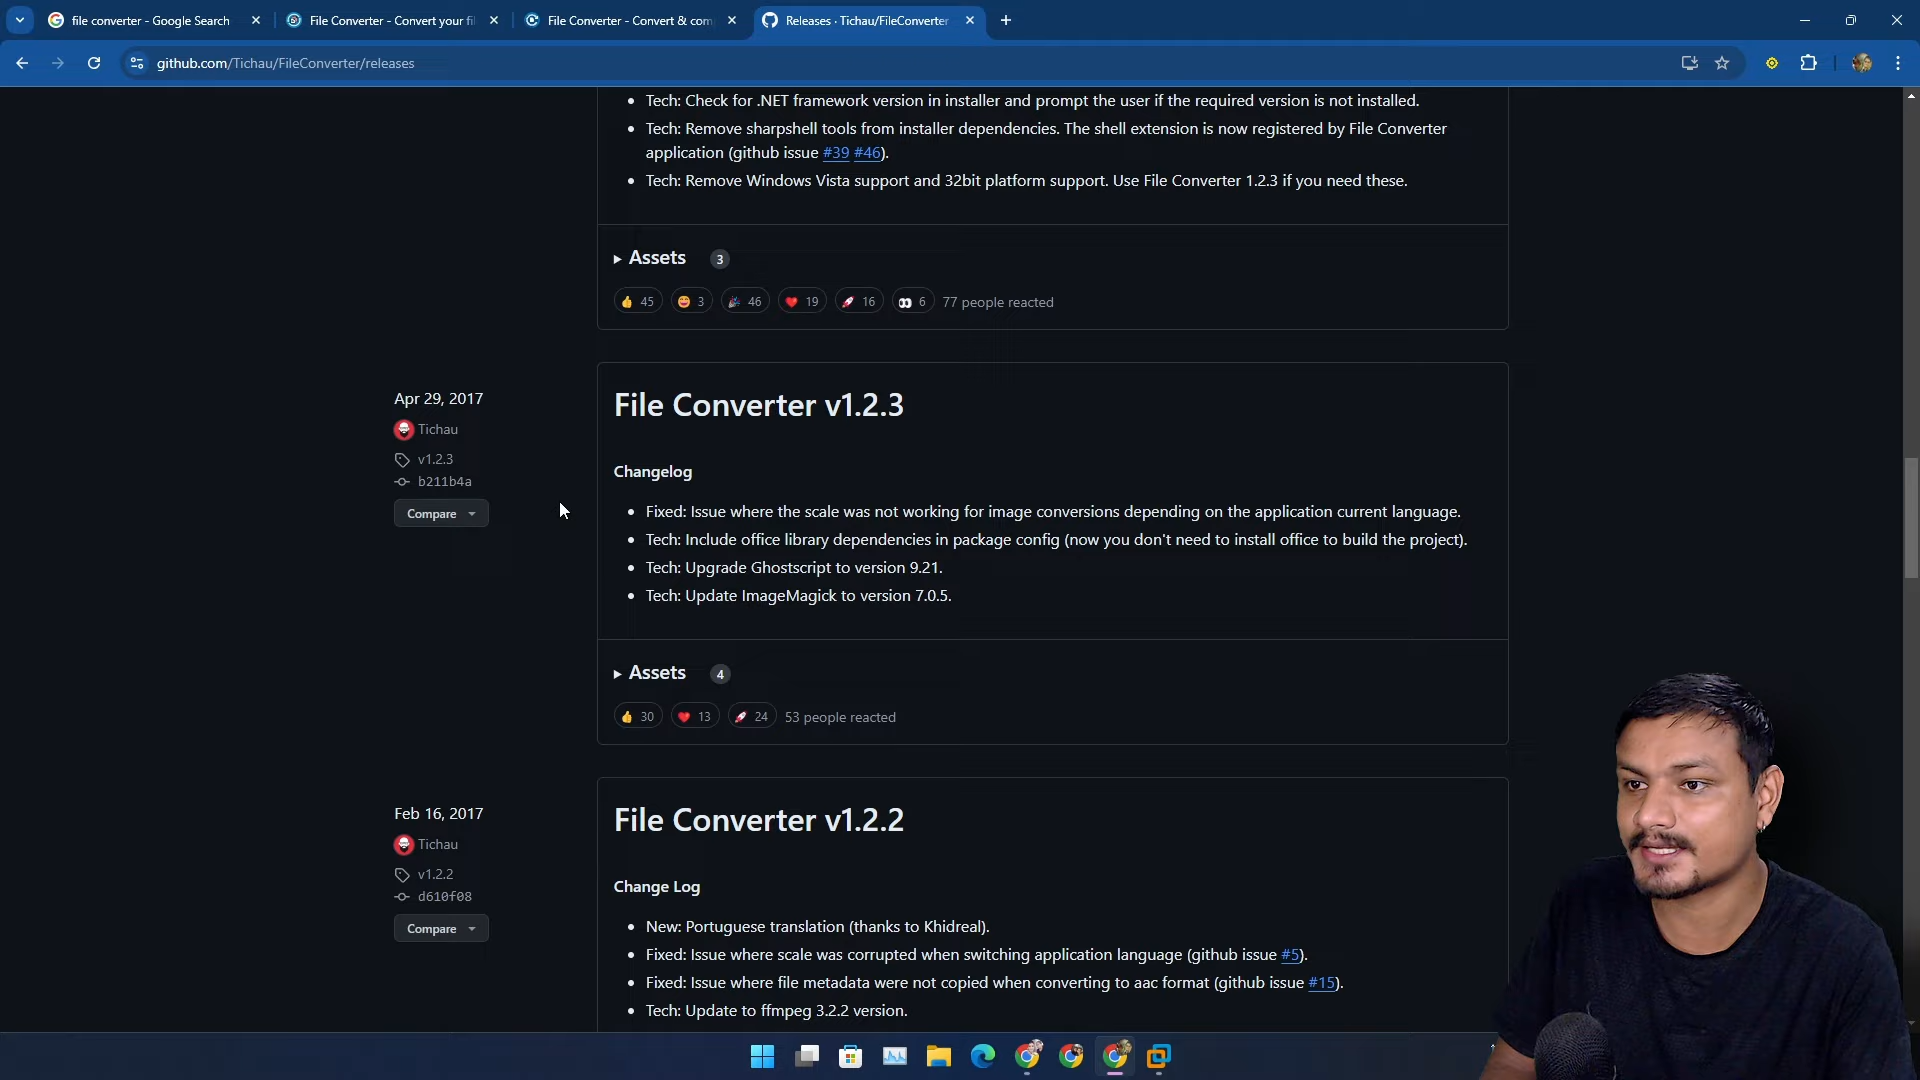 file converter - Google Search
File Converter - Convert your fil
File Converter - Convert & com
Releases · Tichau/FileConverter
github.com/Tichau/FileConverter/releases
Tech: Check for .NET framework version in installer and prompt the user if the required version is not installed.
Tech: Remove sharpshell tools from installer dependencies. The shell extension is now registered by File Converter
application (github issue #39 #46).
Tech: Remove Windows Vista support and 32bit platform support. Use File Converter 1.2.3 if you need these.
Assets 3
45 3 46 19 16 6 77 people reacted
Apr 29, 2017
Tichau
v1.2.3
b211b4a
Compare
File Converter v1.2.3
Changelog
Fixed: Issue where the scale was not working for image conversions depending on the application current language.
Tech: Include office library dependencies in package config (now you don't need to install office to build the project).
Tech: Upgrade Ghostscript to version 9.21.
Tech: Update ImageMagick to version 7.0.5.
Assets 4
30 13 24 53 people reacted
Feb 16, 2017
Tichau
v1.2.2
d610f08
Compare
File Converter v1.2.2
Change Log
New: Portuguese translation (thanks to Khidreal).
Fixed: Issue where scale was corrupted when switching application language (github issue #5).
Fixed: Issue where file metadata were not copied when converting to aac format (github issue #15).
Tech: Update to ffmpeg 3.2.2 version.